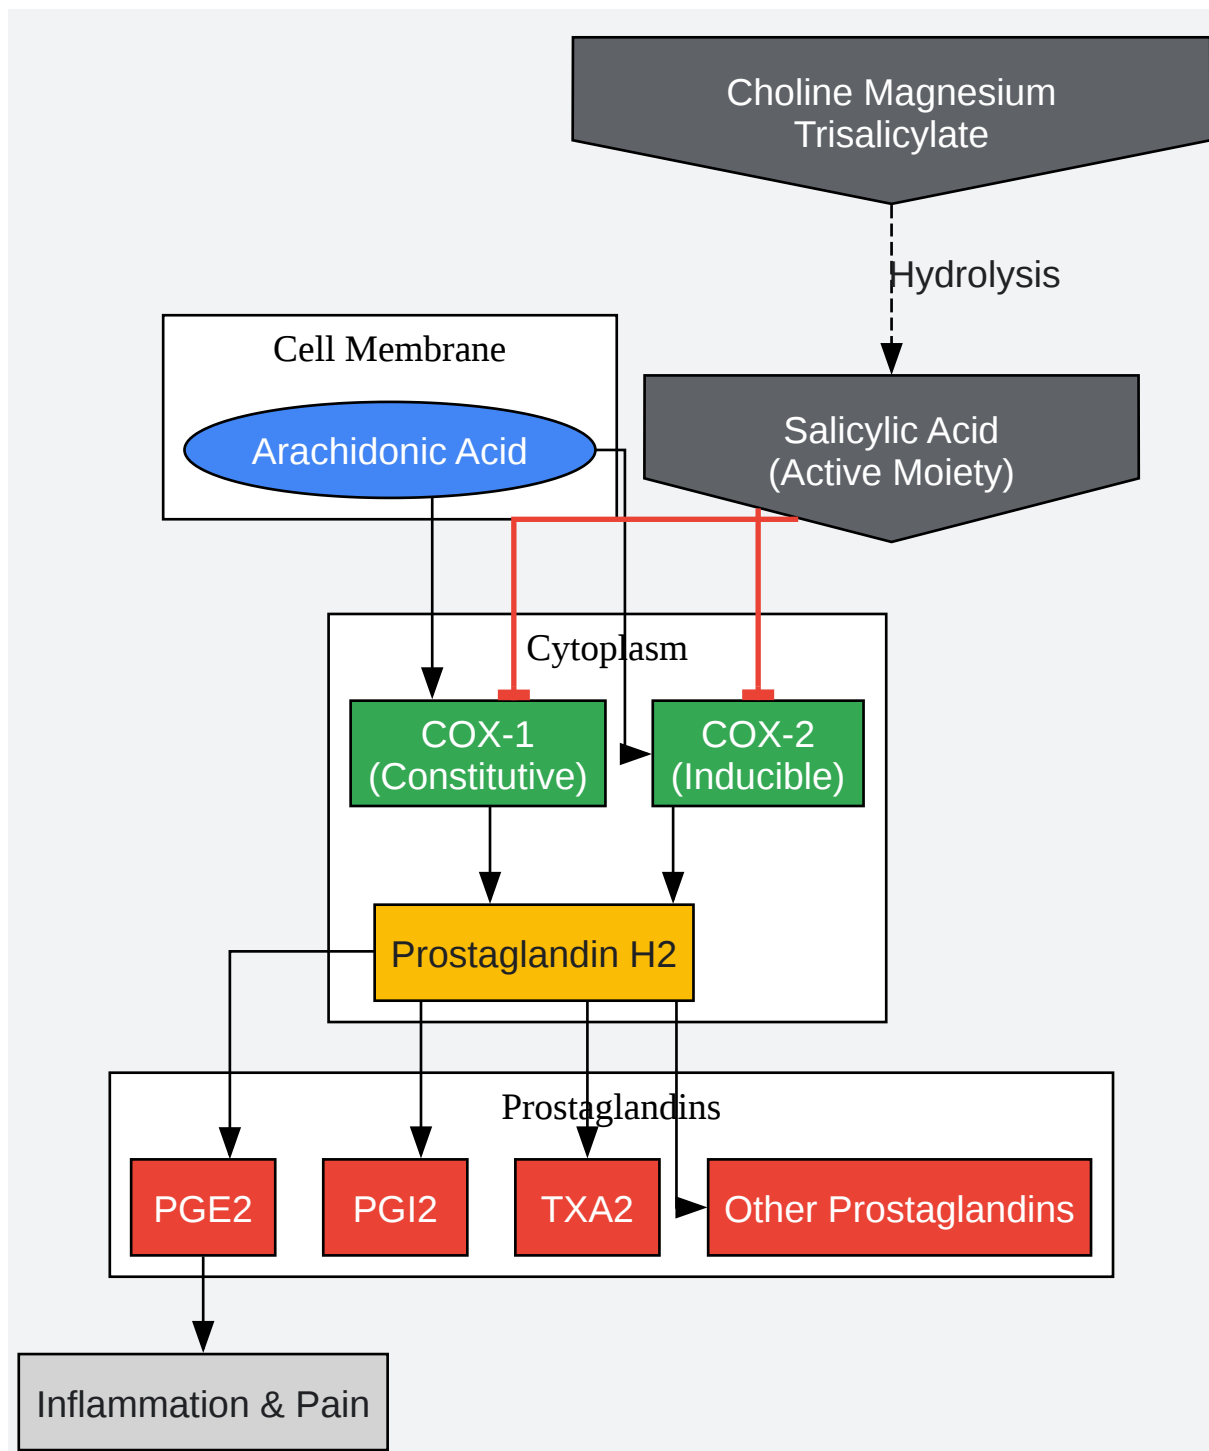 Choline Magnesium
Trisalicylate
Hydrolysis
Cell Membrane
Arachidonic Acid
Salicylic Acid
(Active Moiety)
Cytoplasm
COX-1
(Constitutive)
COX-2
(Inducible)
Prostaglandin H2
Prostaglandins
PGE2
PGI2
TXA2
Other Prostaglandins
Inflammation & Pain